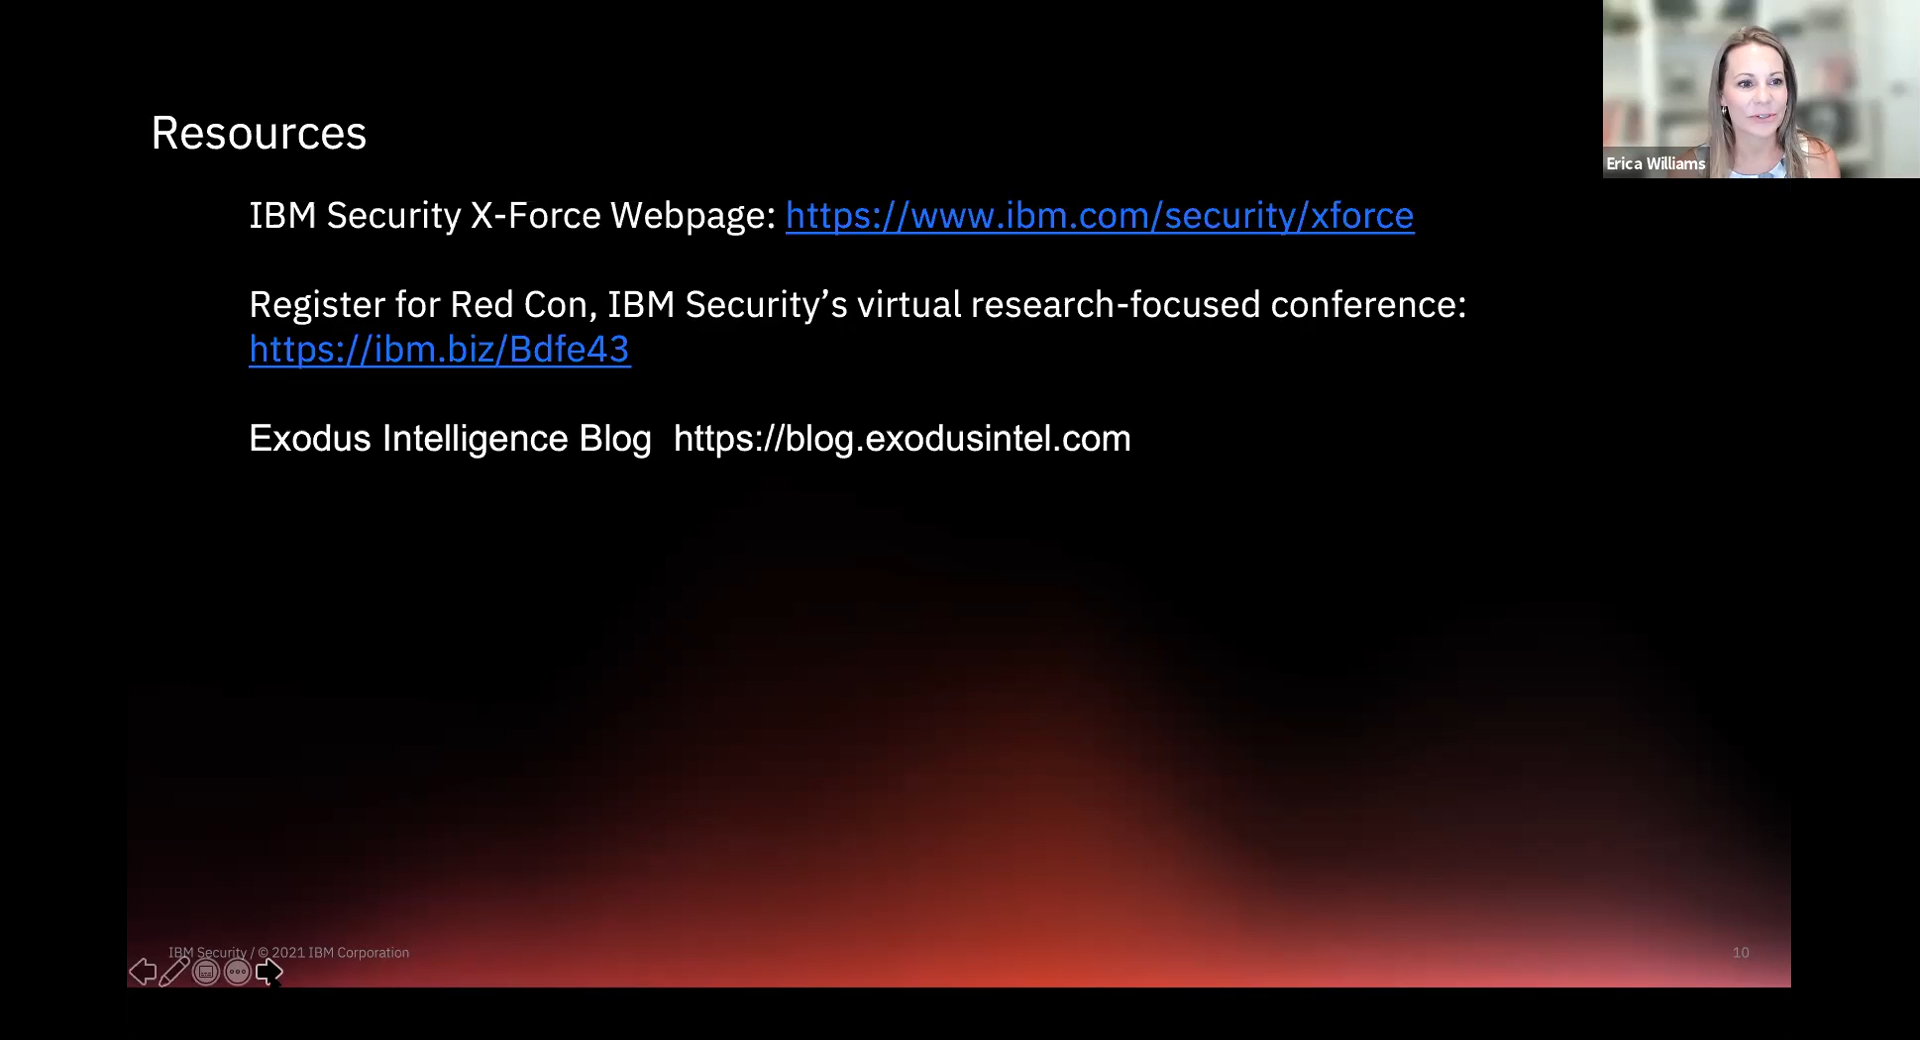 Resources
Erica Williams
IBM Security X-Force Webpage: https://www.ibm.com/security/xforce
Register for Red Con, IBM Security’s virtual research-focused conference:
https://ibm.biz/Bdfe43
Exodus Intelligence Blog  https://blog.exodusintel.com
IBM Security / © 2021 IBM Corporation
10